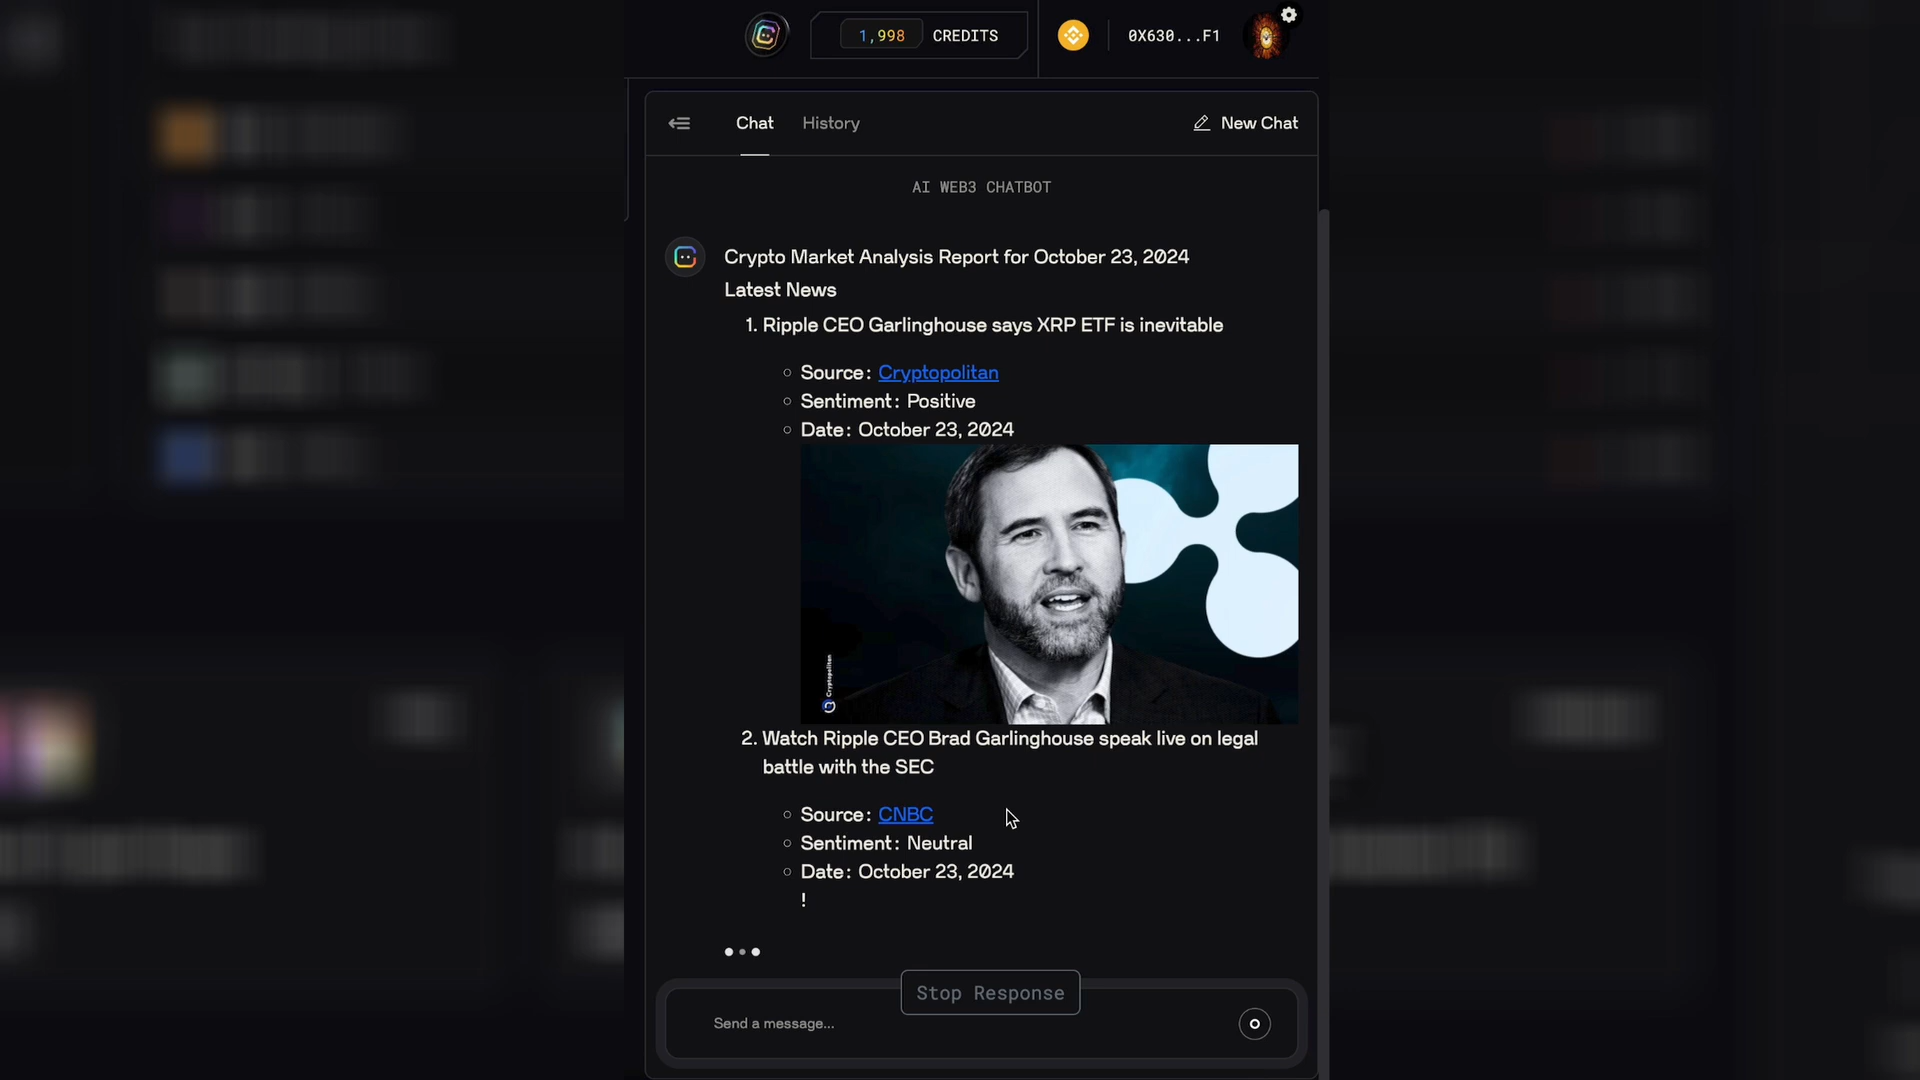 1,998 CREDITS
0X630...F1
Chat
History
New Chat
AI WEB3 CHATBOT
Crypto Market Analysis Report for October 23, 2024
Latest News
1. Ripple CEO Garlinghouse says XRP ETF is inevitable
Source: Cryptopolitan
Sentiment: Positive
Date: October 23, 2024
Cryptopolitan
2. Watch Ripple CEO Brad Garlinghouse speak live on legal
battle with the SEC
Source: CNBC
Sentiment: Neutral
Date: October 23, 2024
!
Stop Response
Send a message...